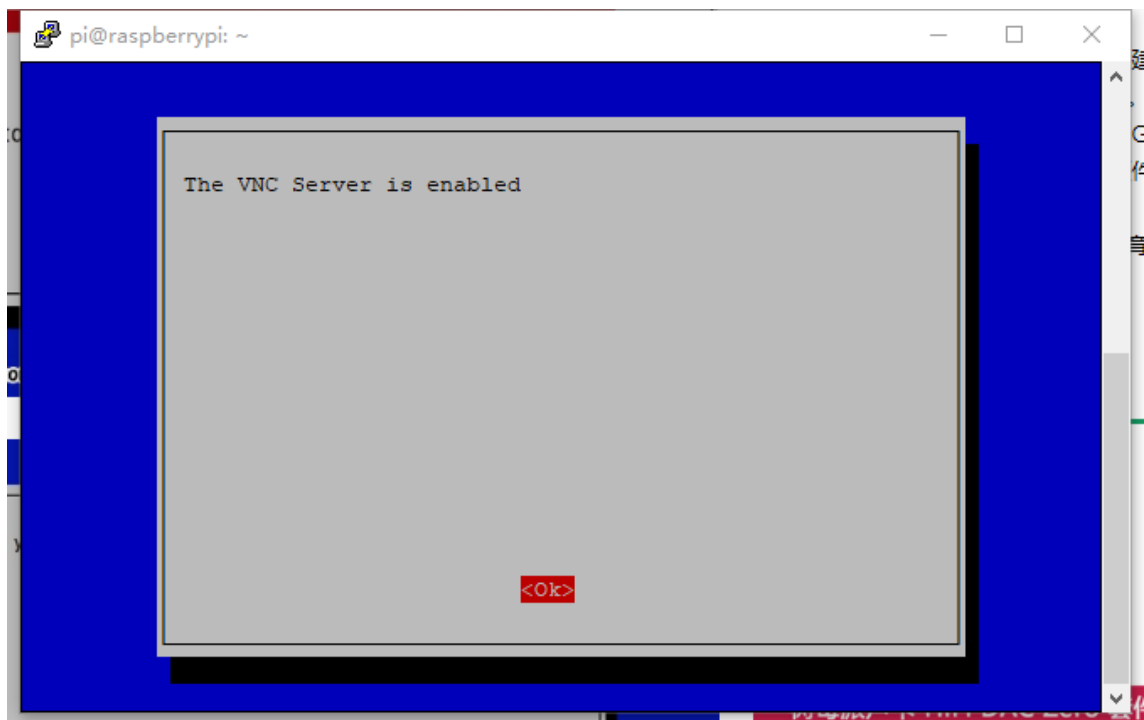 pi@raspberrypi: ~
The VNC Server is enabled
<Ok>